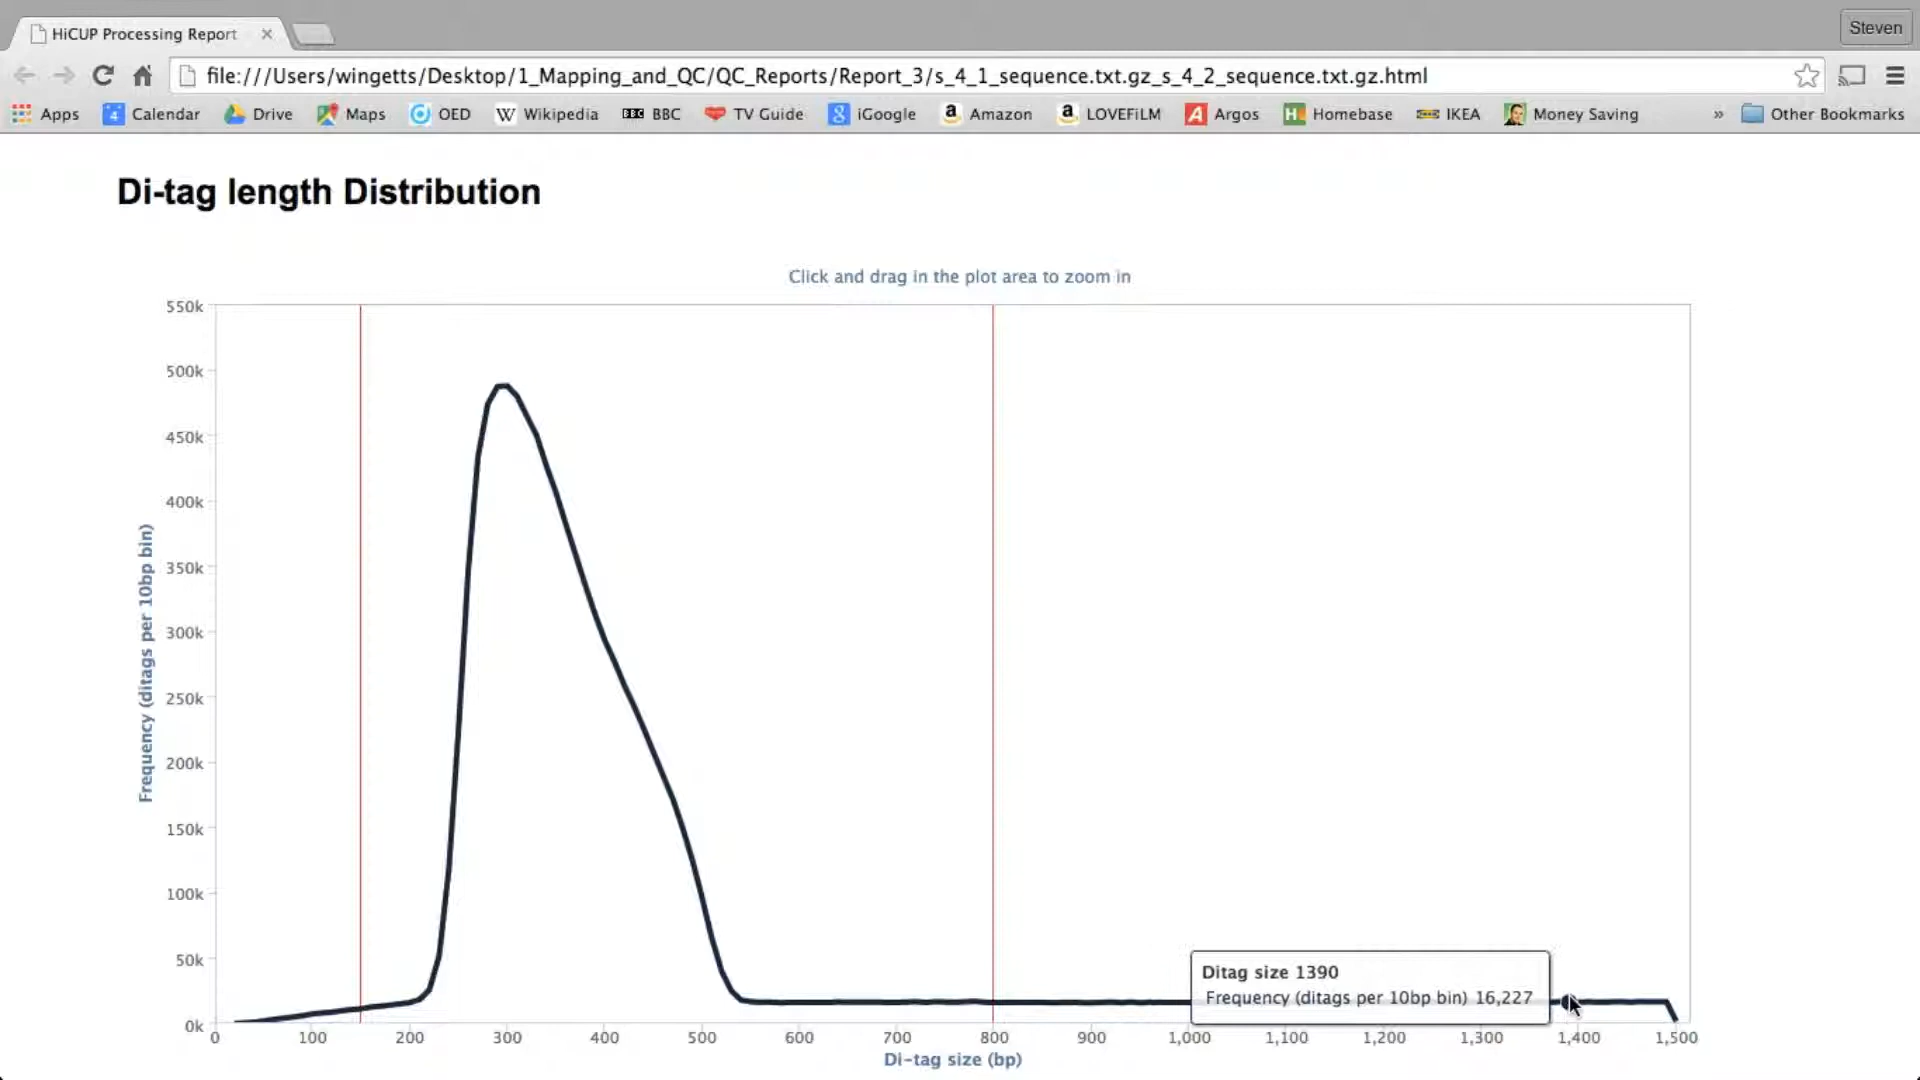 HiCUP Processing Report
Steven
file:///Users/wingetts/Desktop/1_Mapping_and_QC/QC_Reports/Report_3/s_4_1_sequence.txt.gz_s_4_2_sequence.txt.gz.html
Apps 4 Calendar Drive Maps OED W Wikipedia BBC BBC TV Guide 8 iGoogle a Amazon a LOVEFiLM A Argos H Homebase IKEA Money Saving » Other Bookmarks
Di-tag length Distribution
Click and drag in the plot area to zoom in
550k
500k
450k
400k
350k
300k
250k
200k
150k
100k
50k
0k
Frequency (ditags per 10bp bin)
Ditag size 1390
Frequency (ditags per 10bp bin) 16,227
0 100 200 300 400 500 600 700 800 900 1,000 1,100 1,200 1,300 1,400 1,500
Di-tag size (bp)